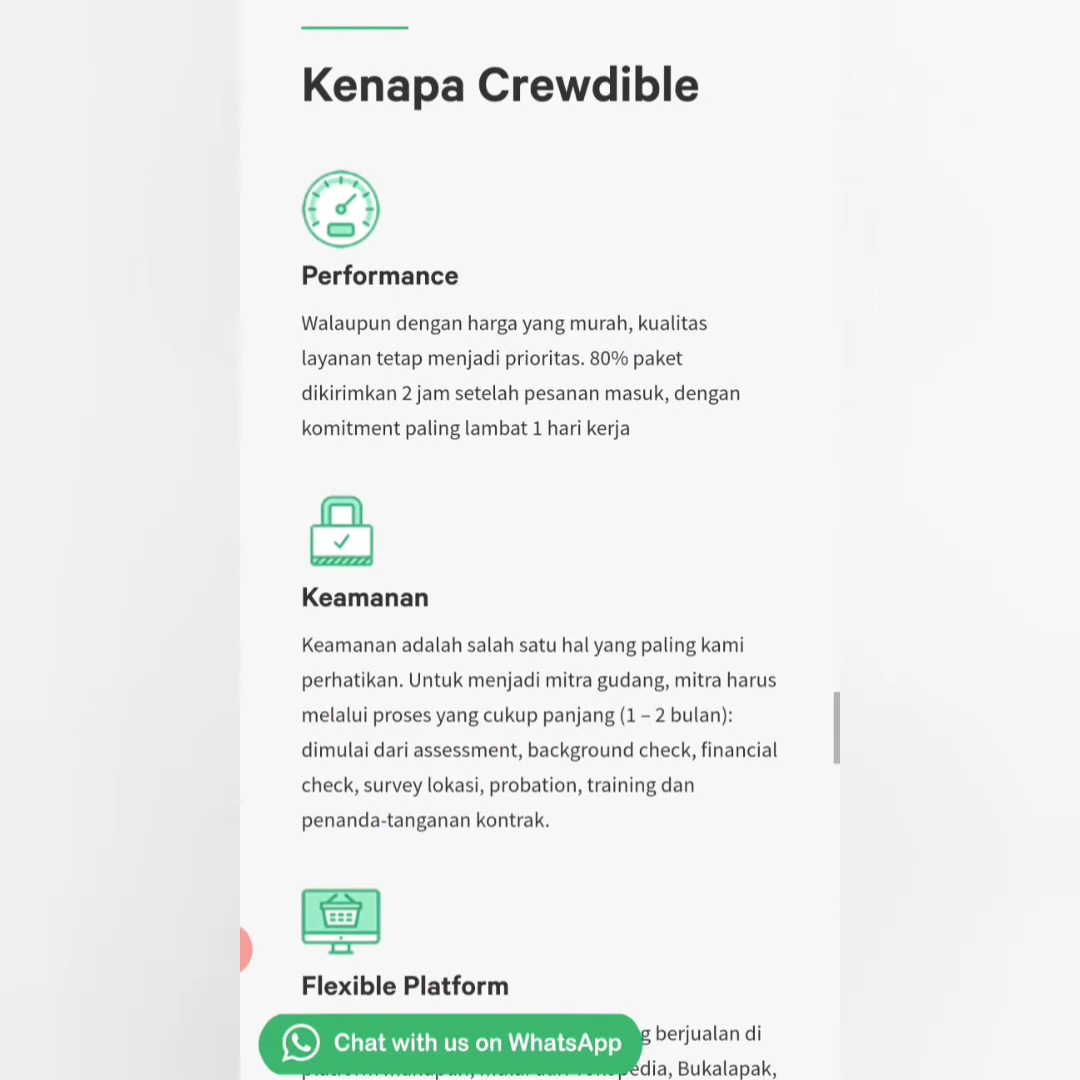 Kenapa Crewdible
Performance
Walaupun dengan harga yang murah, kualitas
layanan tetap menjadi prioritas. 80% paket
dikirimkan 2 jam setelah pesanan masuk, dengan
komitment paling lambat 1 hari kerja
Keamanan
Keamanan adalah salah satu hal yang paling kami
perhatikan. Untuk menjadi mitra gudang, mitra harus
melalui proses yang cukup panjang (1 – 2 bulan):
dimulai dari assessment, background check, financial
check, survey lokasi, probation, training dan
penanda-tanganan kontrak.
Flexible Platform
berjualan di
Chat with us on WhatsApp
Bukalapak,